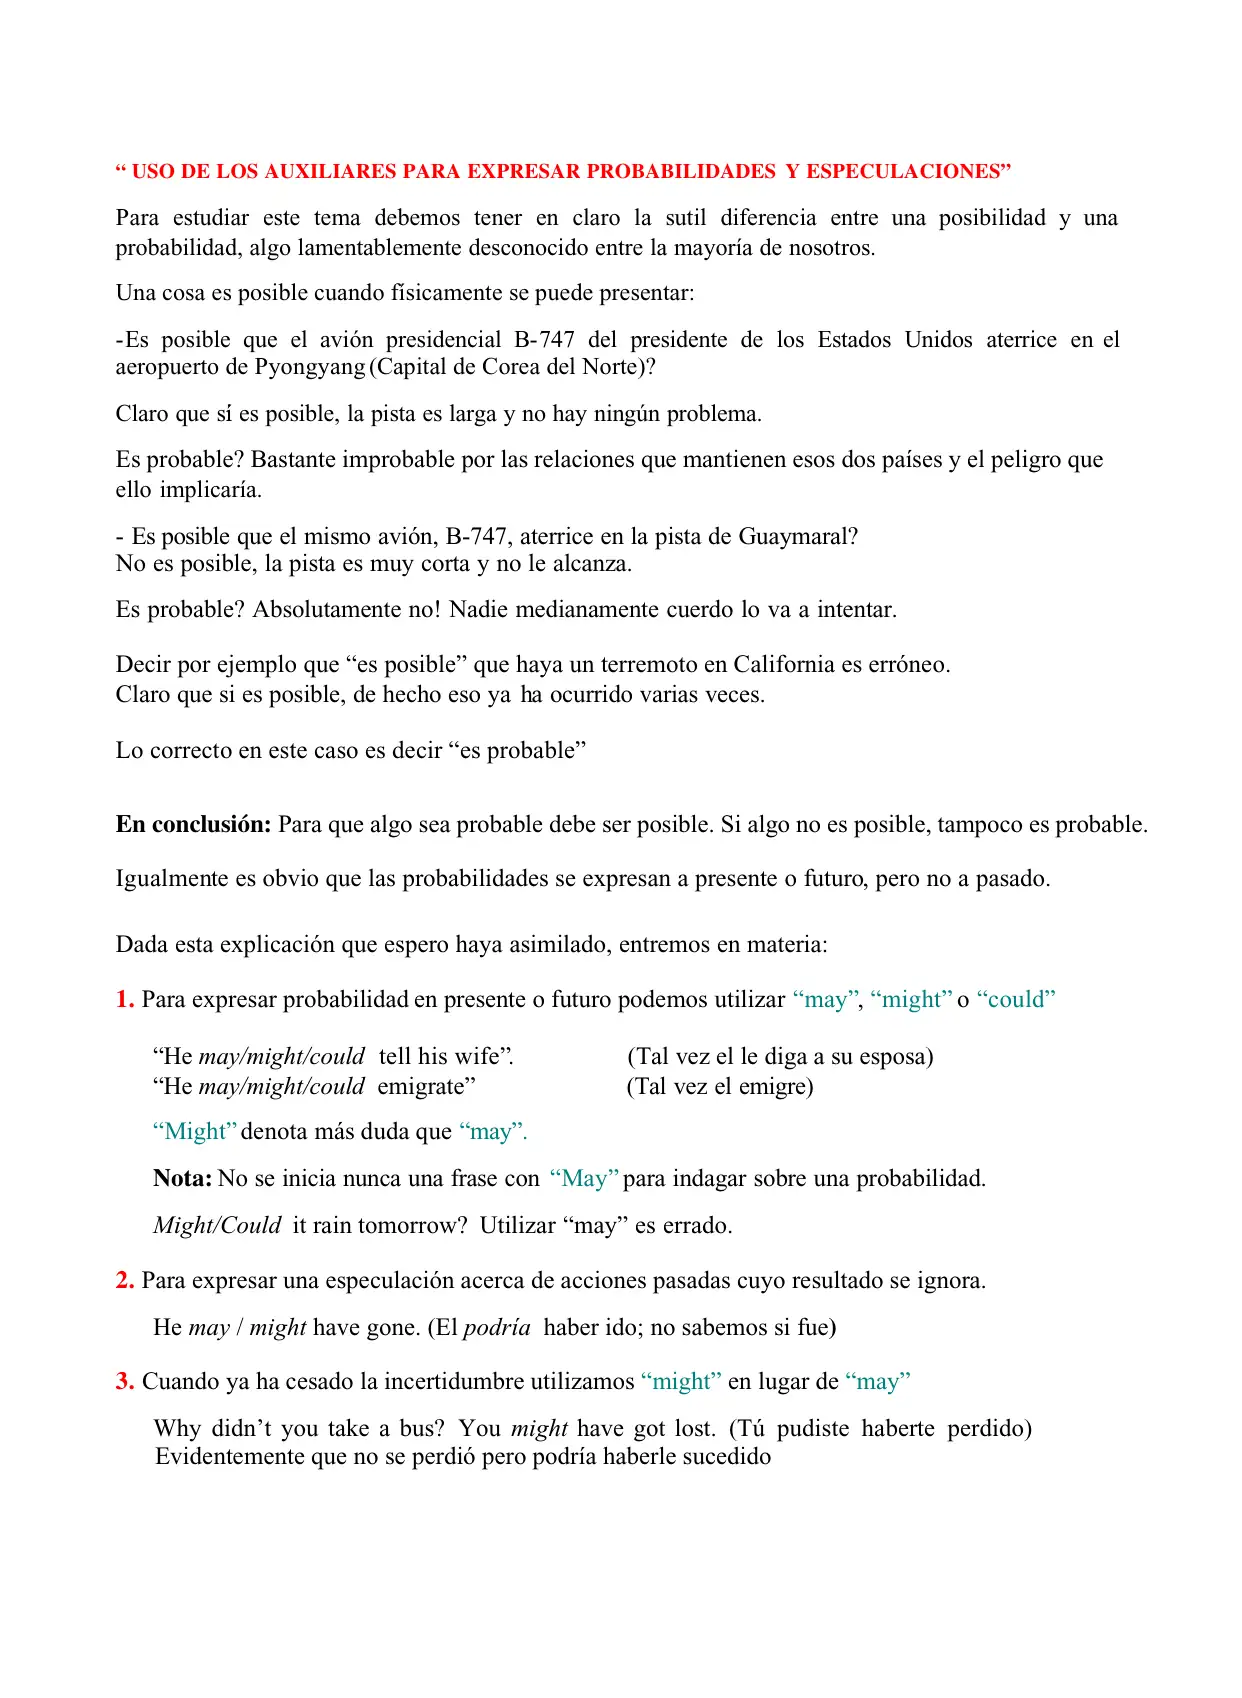 “ USO DE LOS AUXILIARES PARA EXPRESAR PROBABILIDADES Y ESPECULACIONES”
Para estudiar este tema debemos tener en claro la sutil diferencia entre una posibilidad y una
probabilidad, algo lamentablemente desconocido entre la mayoría de nosotros.
Una cosa es posible cuando físicamente se puede presentar:
-Es posible que el avión presidencial B-747 del presidente de los Estados Unidos aterrice en el
aeropuerto de Pyongyang (Capital de Corea del Norte)?
Claro que sí es posible, la pista es larga y no hay ningún problema.
Es probable? Bastante improbable por las relaciones que mantienen esos dos países y el peligro que
ello implicaría.
- Es posible que el mismo avión, B-747, aterrice en la pista de Guaymaral?
No es posible, la pista es muy corta y no le alcanza.
Es probable? Absolutamente no! Nadie medianamente cuerdo lo va a intentar.
Decir por ejemplo que “es posible” que haya un terremoto en California es erróneo.
Claro que si es posible, de hecho eso ya ha ocurrido varias veces.
Lo correcto en este caso es decir “es probable”
En conclusión: Para que algo sea probable debe ser posible. Si algo no es posible, tampoco es probable.
Igualmente es obvio que las probabilidades se expresan a presente o futuro, pero no a pasado.
Dada esta explicación que espero haya asimilado, entremos en materia:
1. Para expresar probabilidad en presente o futuro podemos utilizar “may”, “might” o “could”
“He may/might/could tell his wife”. (Tal vez el le diga a su esposa)
“He may/might/could emigrate” (Tal vez el emigre)
“Might” denota más duda que “may”.
Nota: No se inicia nunca una frase con “May” para indagar sobre una probabilidad.
Might/Could it rain tomorrow? Utilizar “may” es errado.
2. Para expresar una especulación acerca de acciones pasadas cuyo resultado se ignora.
He may / might have gone. (El podría haber ido; no sabemos si fue)
3. Cuando ya ha cesado la incertidumbre utilizamos “might” en lugar de “may”
Why didn’t you take a bus? You might have got lost. (Tú pudiste haberte perdido)
Evidentemente que no se perdió pero podría haberle sucedido